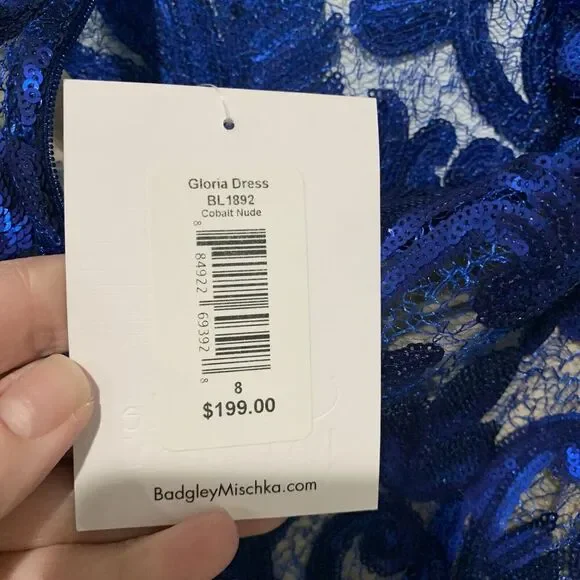 Gloria Dress
BL1892
Cobalt Nude
8 84922 69392 8
8
$199.00
BadgleyMischka.com